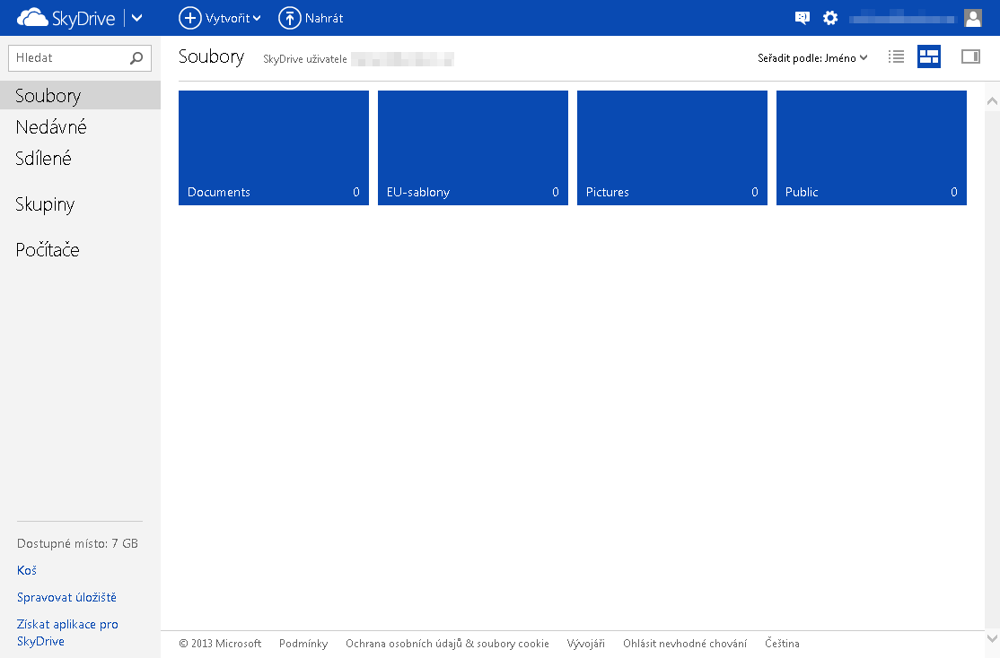 SkyDrive
Vytvořit
Nahrát
Hledat
Soubory
SkyDrive uživatele
Seřadit podle: Jméno
Soubory
Nedávné
Sdílené
Skupiny
Počítače
Documents 0
EU-sablony 0
Pictures 0
Public 0
Dostupné místo: 7 GB
Koš
Spravovat úložiště
Získat aplikace pro
SkyDrive
© 2013 Microsoft Podmínky Ochrana osobních údajů & soubory cookie Vývojáři Ohlásit nevhodné chování Čeština